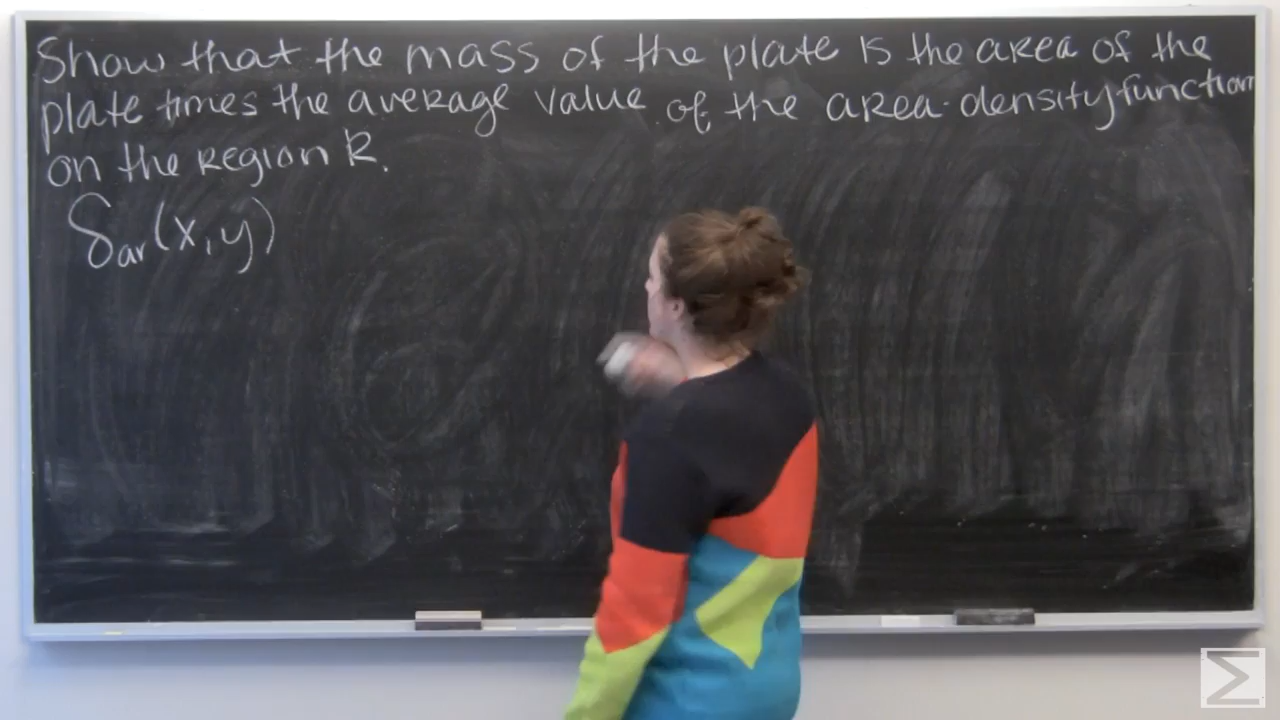 Show that the mass of the plate is the area of the
plate times the average value of the area-density function
on the region R.
δar(x,y)
Σ